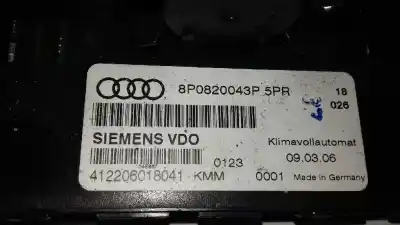 8P0820043P 5PR 18
026
SIEMENS VDO Klimavollautomat
0123 09.03.06
412206018041 KMM 0001 Made in Germany